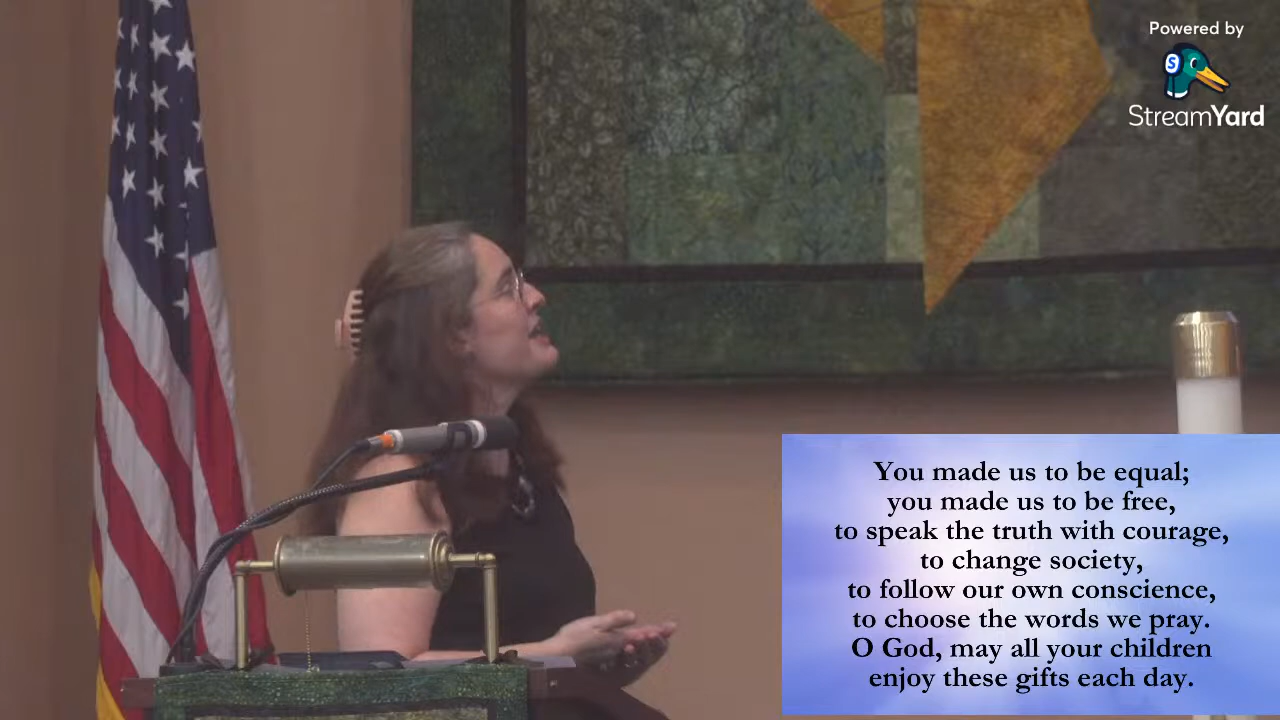 Powered by
S
StreamYard
You made us to be equal;
you made us to be free,
to speak the truth with courage,
to change society,
to follow our own conscience,
to choose the words we pray.
O God, may all your children
enjoy these gifts each day.